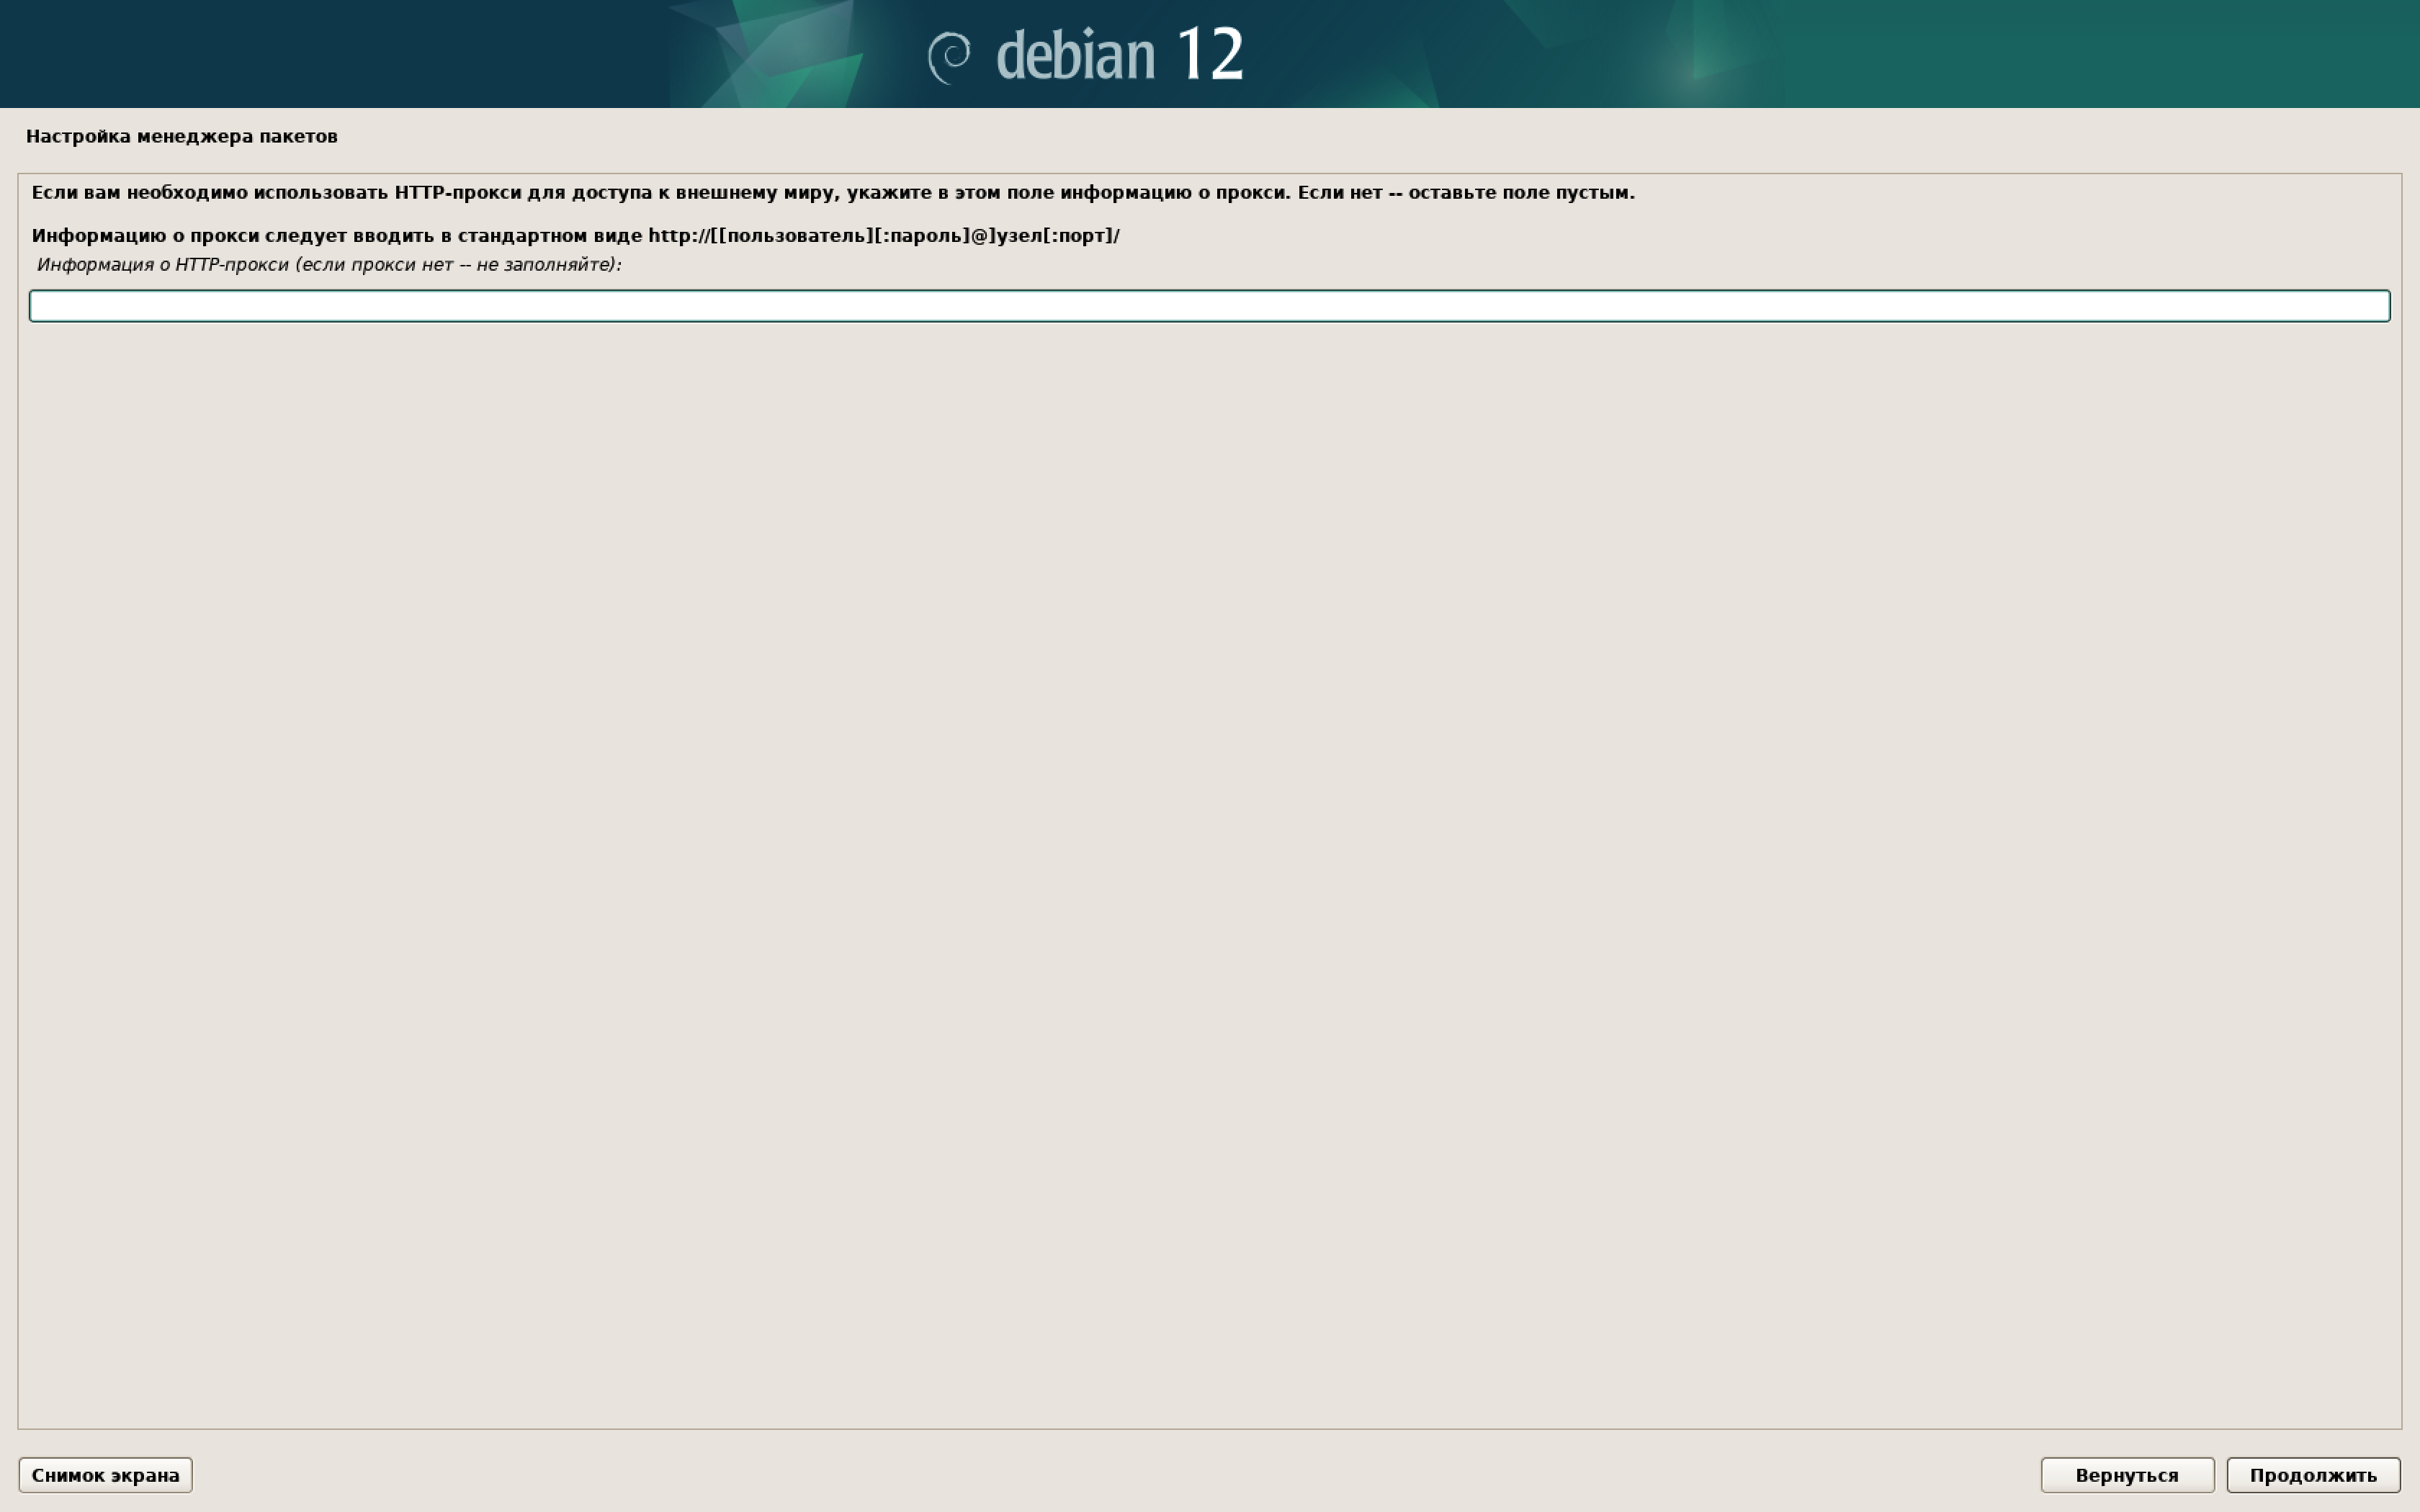 debian 12
Настройка менеджера пакетов
Если вам необходимо использовать HTTP-прокси для доступа к внешнему миру, укажите в этом поле информацию о прокси. Если нет -- оставьте поле пустым.
Информацию о прокси следует вводить в стандартном виде http://[[пользователь][:пароль]@]узел[:порт]/
Информация о HTTP-прокси (если прокси нет -- не заполняйте):
Снимок экрана
Вернуться
Продолжить